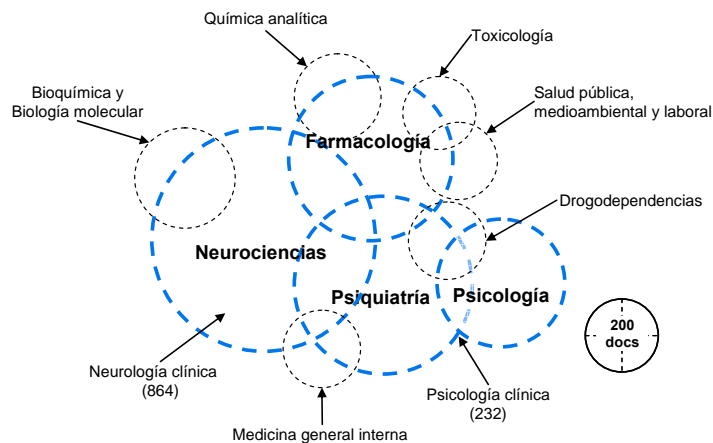 Química analítica
Toxicología
Bioquímica y
Biología molecular
Salud pública,
medioambiental y laboral
Farmacología
Drogodependencias
Neurociencias
Psiquiatría
Psicología
200
docs
Neurología clínica
(864)
Psicología clínica
(232)
Medicina general interna